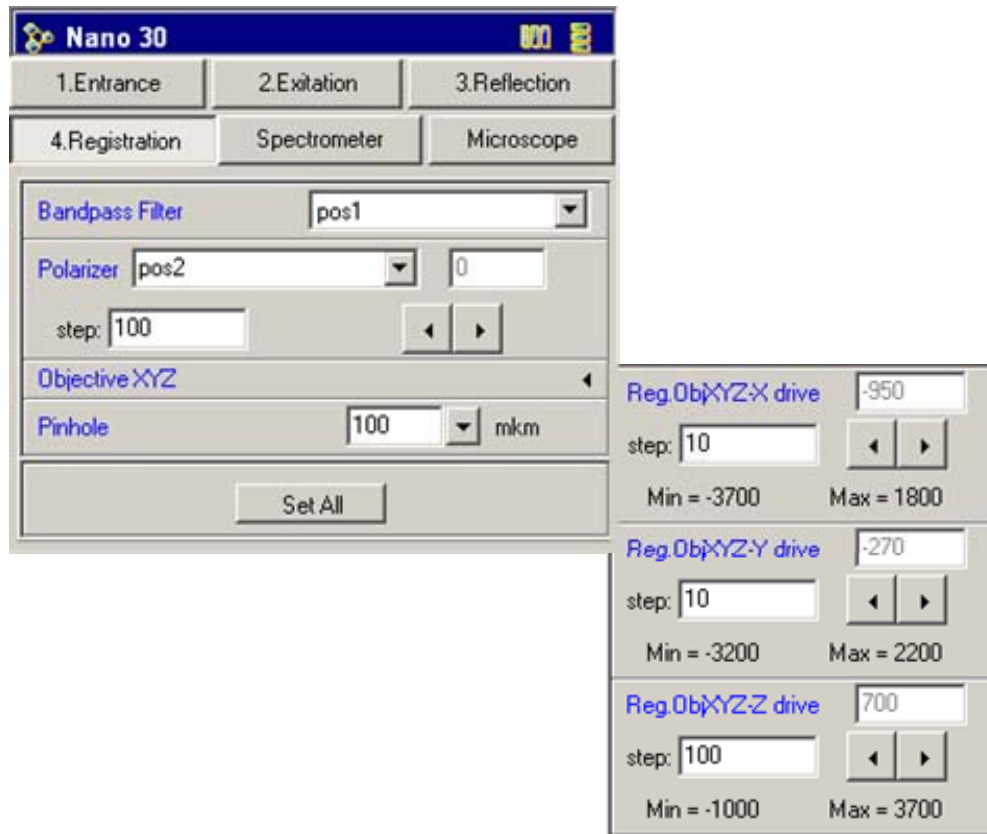 Nano 30
1.Entrance 2.Exitation 3.Reflection
4.Registration Spectrometer Microscope
Bandpass Filter pos1
Polarizer pos2 0
step: 100
Objective XYZ
Pinhole 100 mkm
Set All
Reg.ObjXYZ-X drive -950
step: 10
Min = -3700 Max = 1800
Reg.ObjXYZ-Y drive -270
step: 10
Min = -3200 Max = 2200
Reg.ObjXYZ-Z drive 700
step: 100
Min = -1000 Max = 3700